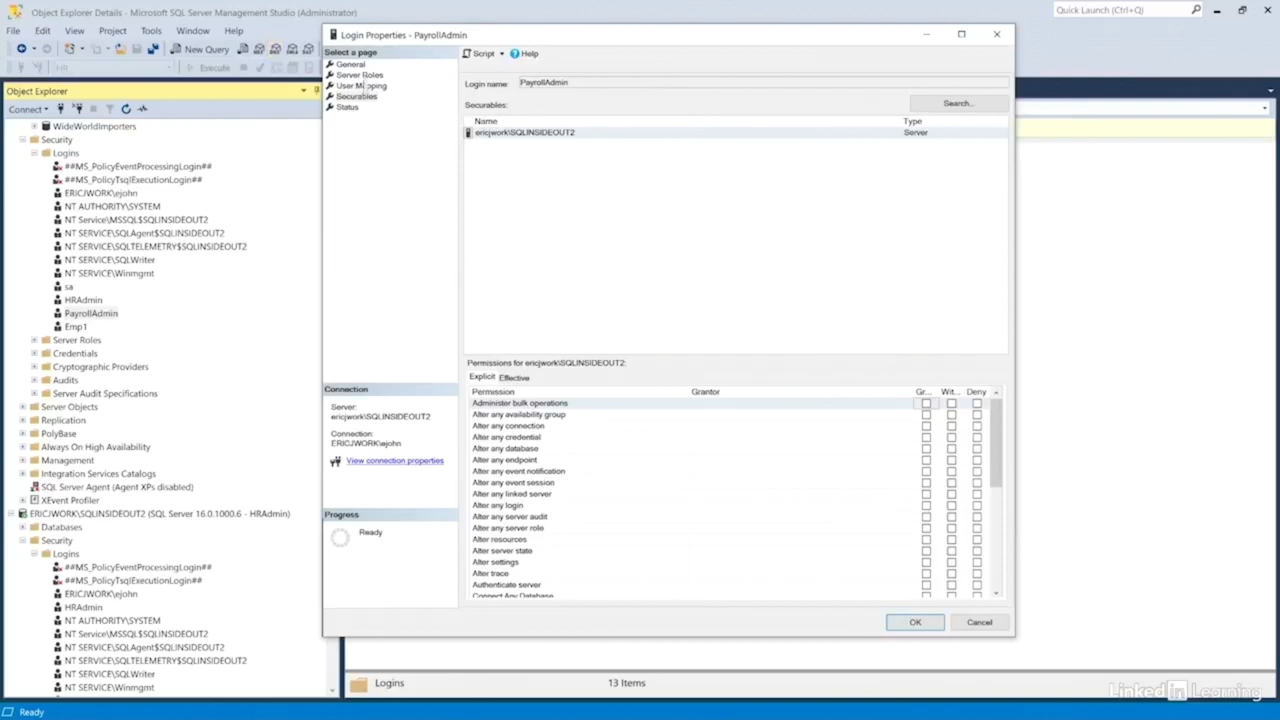 Object Explorer Details - Microsoft SQL Server Management Studio (Administrator)
Quick Launch (Ctrl+Q)
File Edit View Project Tools Window Help
New Query
HR
Execute
Object Explorer
Connect
WideWorldImporters
Security
Logins
##MS_PolicyEventProcessingLogin##
##MS_PolicyTsqlExecutionLogin##
ERICJWORK\ejohn
NT AUTHORITY\SYSTEM
NT Service\MSSQL$SQLINSIDEOUT2
NT SERVICE\SQLAgent$SQLINSIDEOUT2
NT SERVICE\SQLTELEMETRY$SQLINSIDEOUT2
NT SERVICE\SQLWriter
NT SERVICE\Winmgmt
sa
HRAdmin
PayrollAdmin
Emp1
Server Roles
Credentials
Cryptographic Providers
Audits
Server Audit Specifications
Server Objects
Replication
PolyBase
Always On High Availability
Management
Integration Services Catalogs
SQL Server Agent (Agent XPs disabled)
XEvent Profiler
ERICJWORK\SQLINSIDEOUT2 (SQL Server 16.0.1000.6 - HRAdmin)
Databases
Security
Logins
##MS_PolicyEventProcessingLogin##
##MS_PolicyTsqlExecutionLogin##
ERICJWORK\ejohn
HRAdmin
NT AUTHORITY\SYSTEM
NT Service\MSSQL$SQLINSIDEOUT2
NT SERVICE\SQLAgent$SQLINSIDEOUT2
NT SERVICE\SQLTELEMETRY$SQLINSIDEOUT2
NT SERVICE\SQLWriter
NT SERVICE\Winmgmt
Login Properties - PayrollAdmin
Select a page
General
Server Roles
User Mapping
Securables
Status
Connection
Server:
ericjwork\SQLINSIDEOUT2
Connection:
ERICJWORK\ejohn
View connection properties
Progress
Ready
Script Help
Login name: PayrollAdmin
Securables: Search...
Name Type
ericjwork\SQLINSIDEOUT2 Server
Permissions for ericjwork\SQLINSIDEOUT2:
Explicit Effective
Permission Grantor Gr... Wit... Deny
Administer bulk operations
Alter any availability group
Alter any connection
Alter any credential
Alter any database
Alter any endpoint
Alter any event notification
Alter any event session
Alter any linked server
Alter any login
Alter any server audit
Alter any server role
Alter resources
Alter server state
Alter settings
Alter trace
Authenticate server
Connect Any Database
OK Cancel
Logins 13 Items
Linked in Learning
Ready